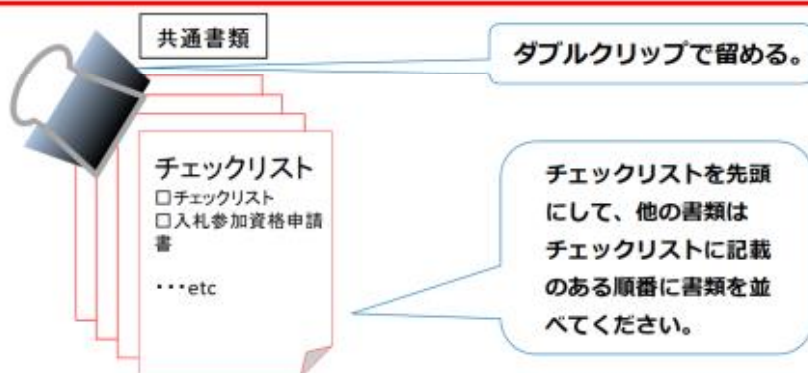 共通書類
ダブルクリップで留める。
チェックリスト
□チェックリスト
□入札参加資格申請
書
・・・etc
チェックリストを先頭
にして、他の書類は
チェックリストに記載
のある順番に書類を並
べてください。